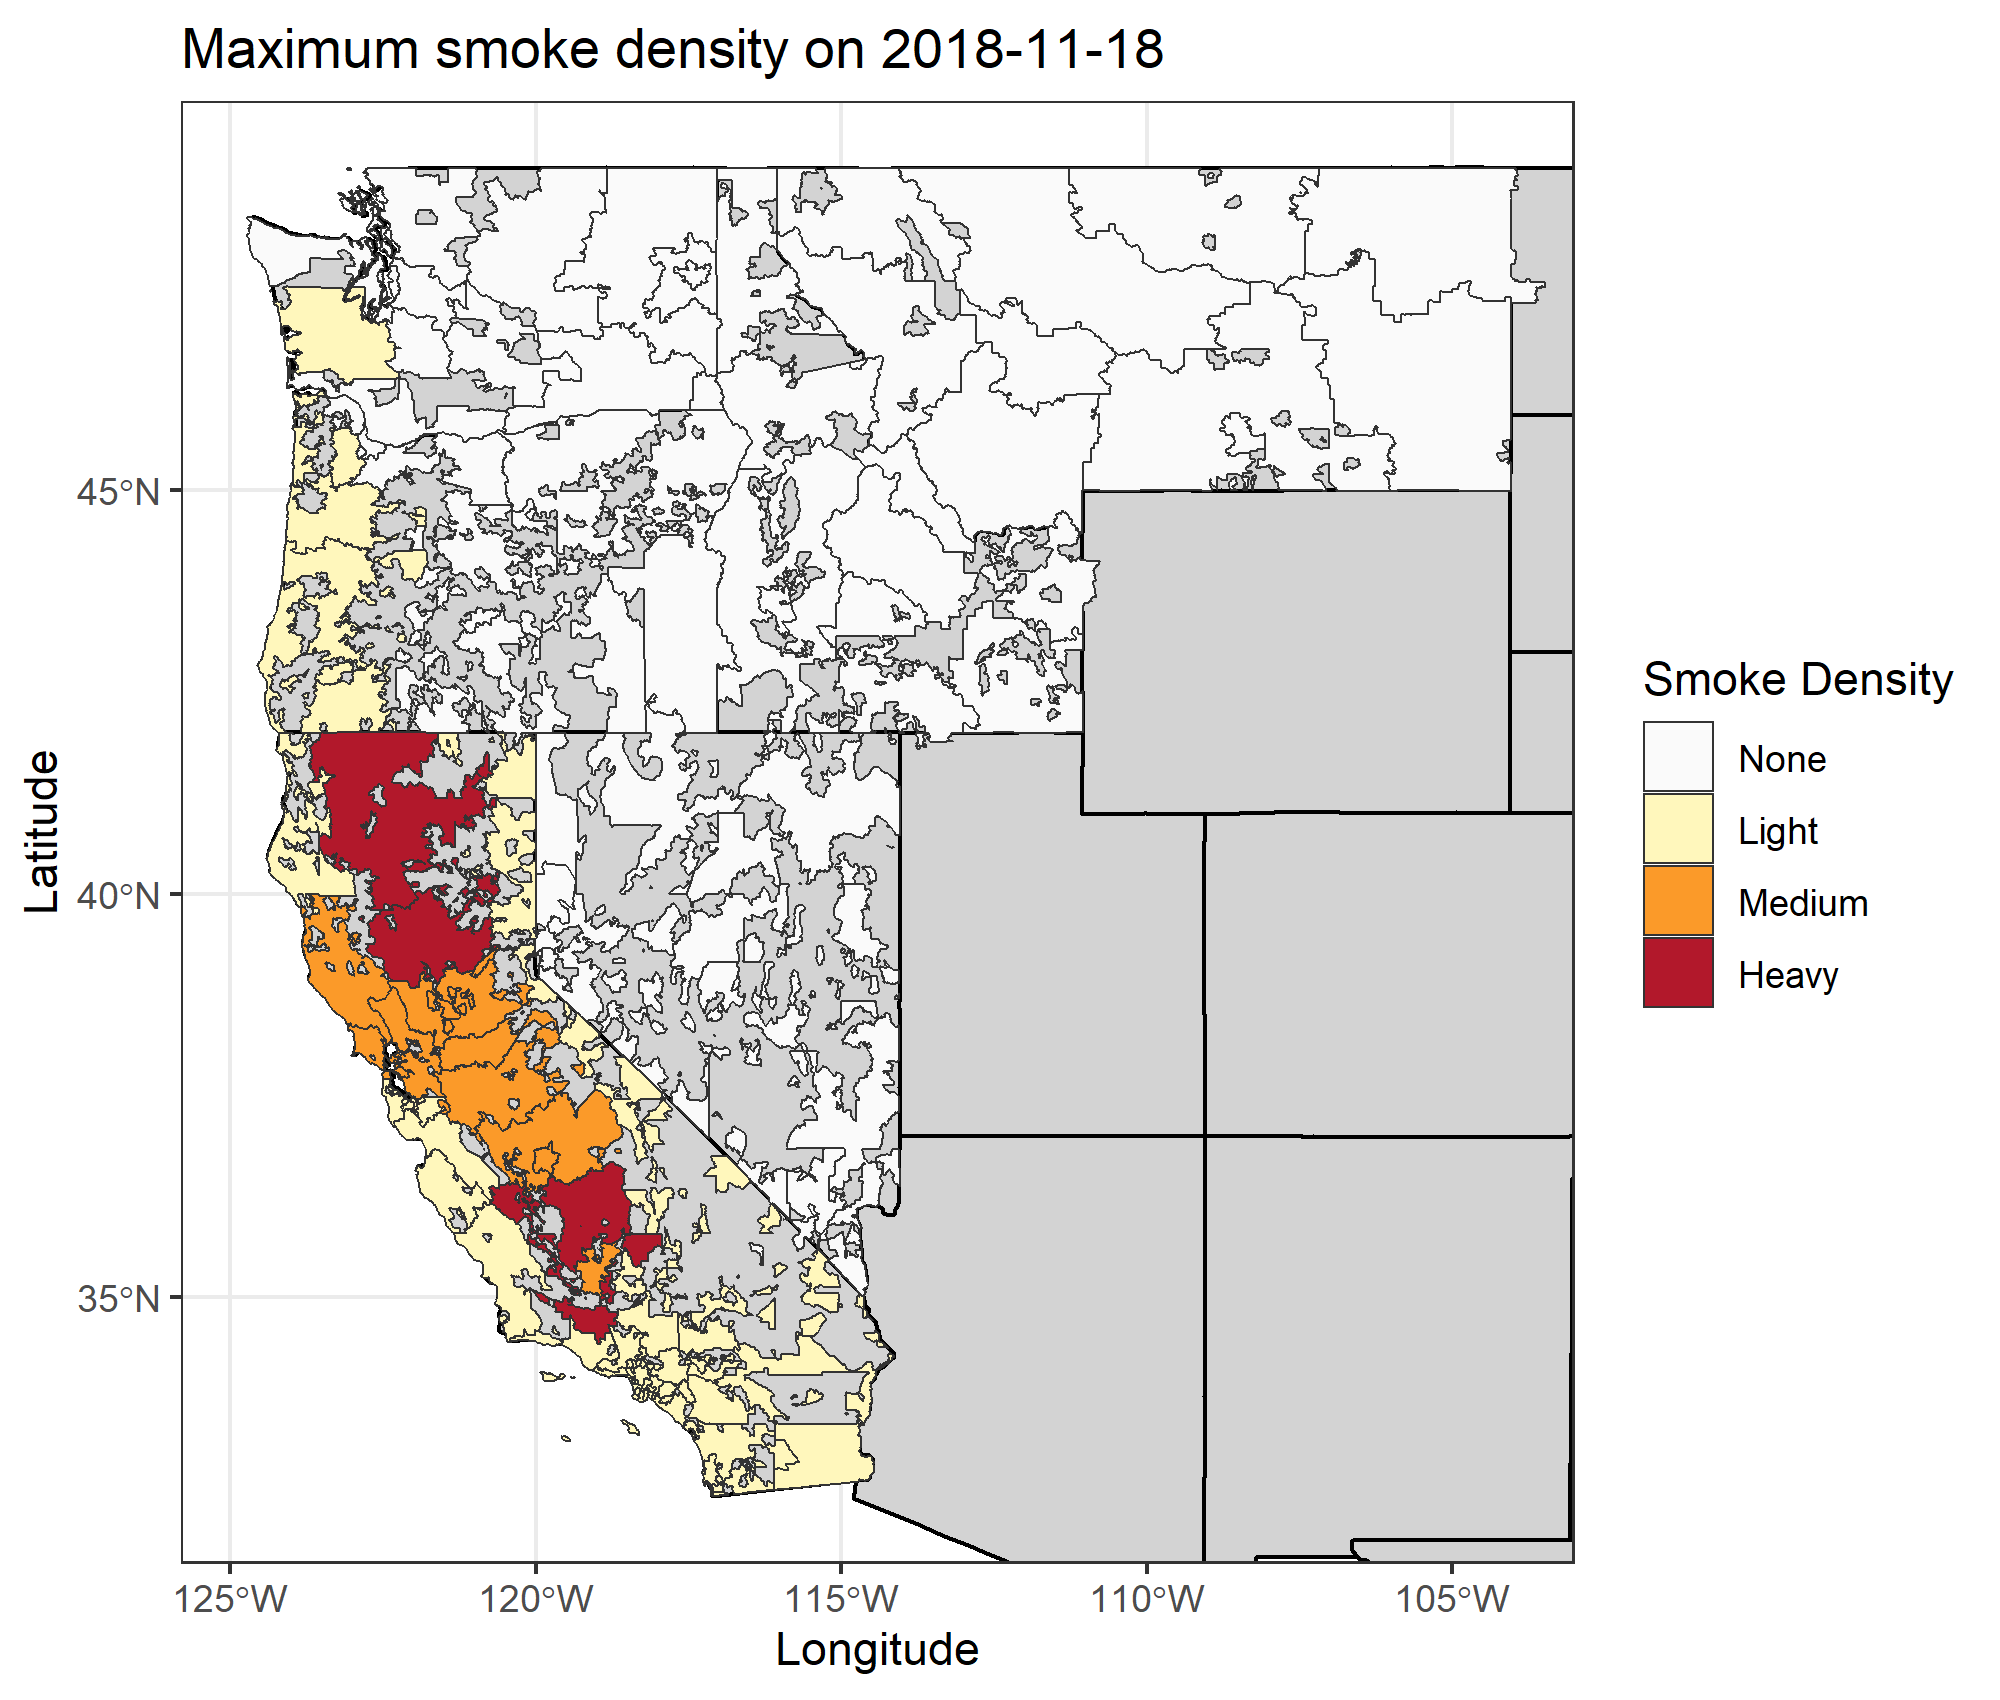 Maximum smoke density on 2018-11-18
Latitude
45°N
40°N
35°N
125°W
120°W
115°W
110°W
105°W
Longitude
Smoke Density
None
Light
Medium
Heavy